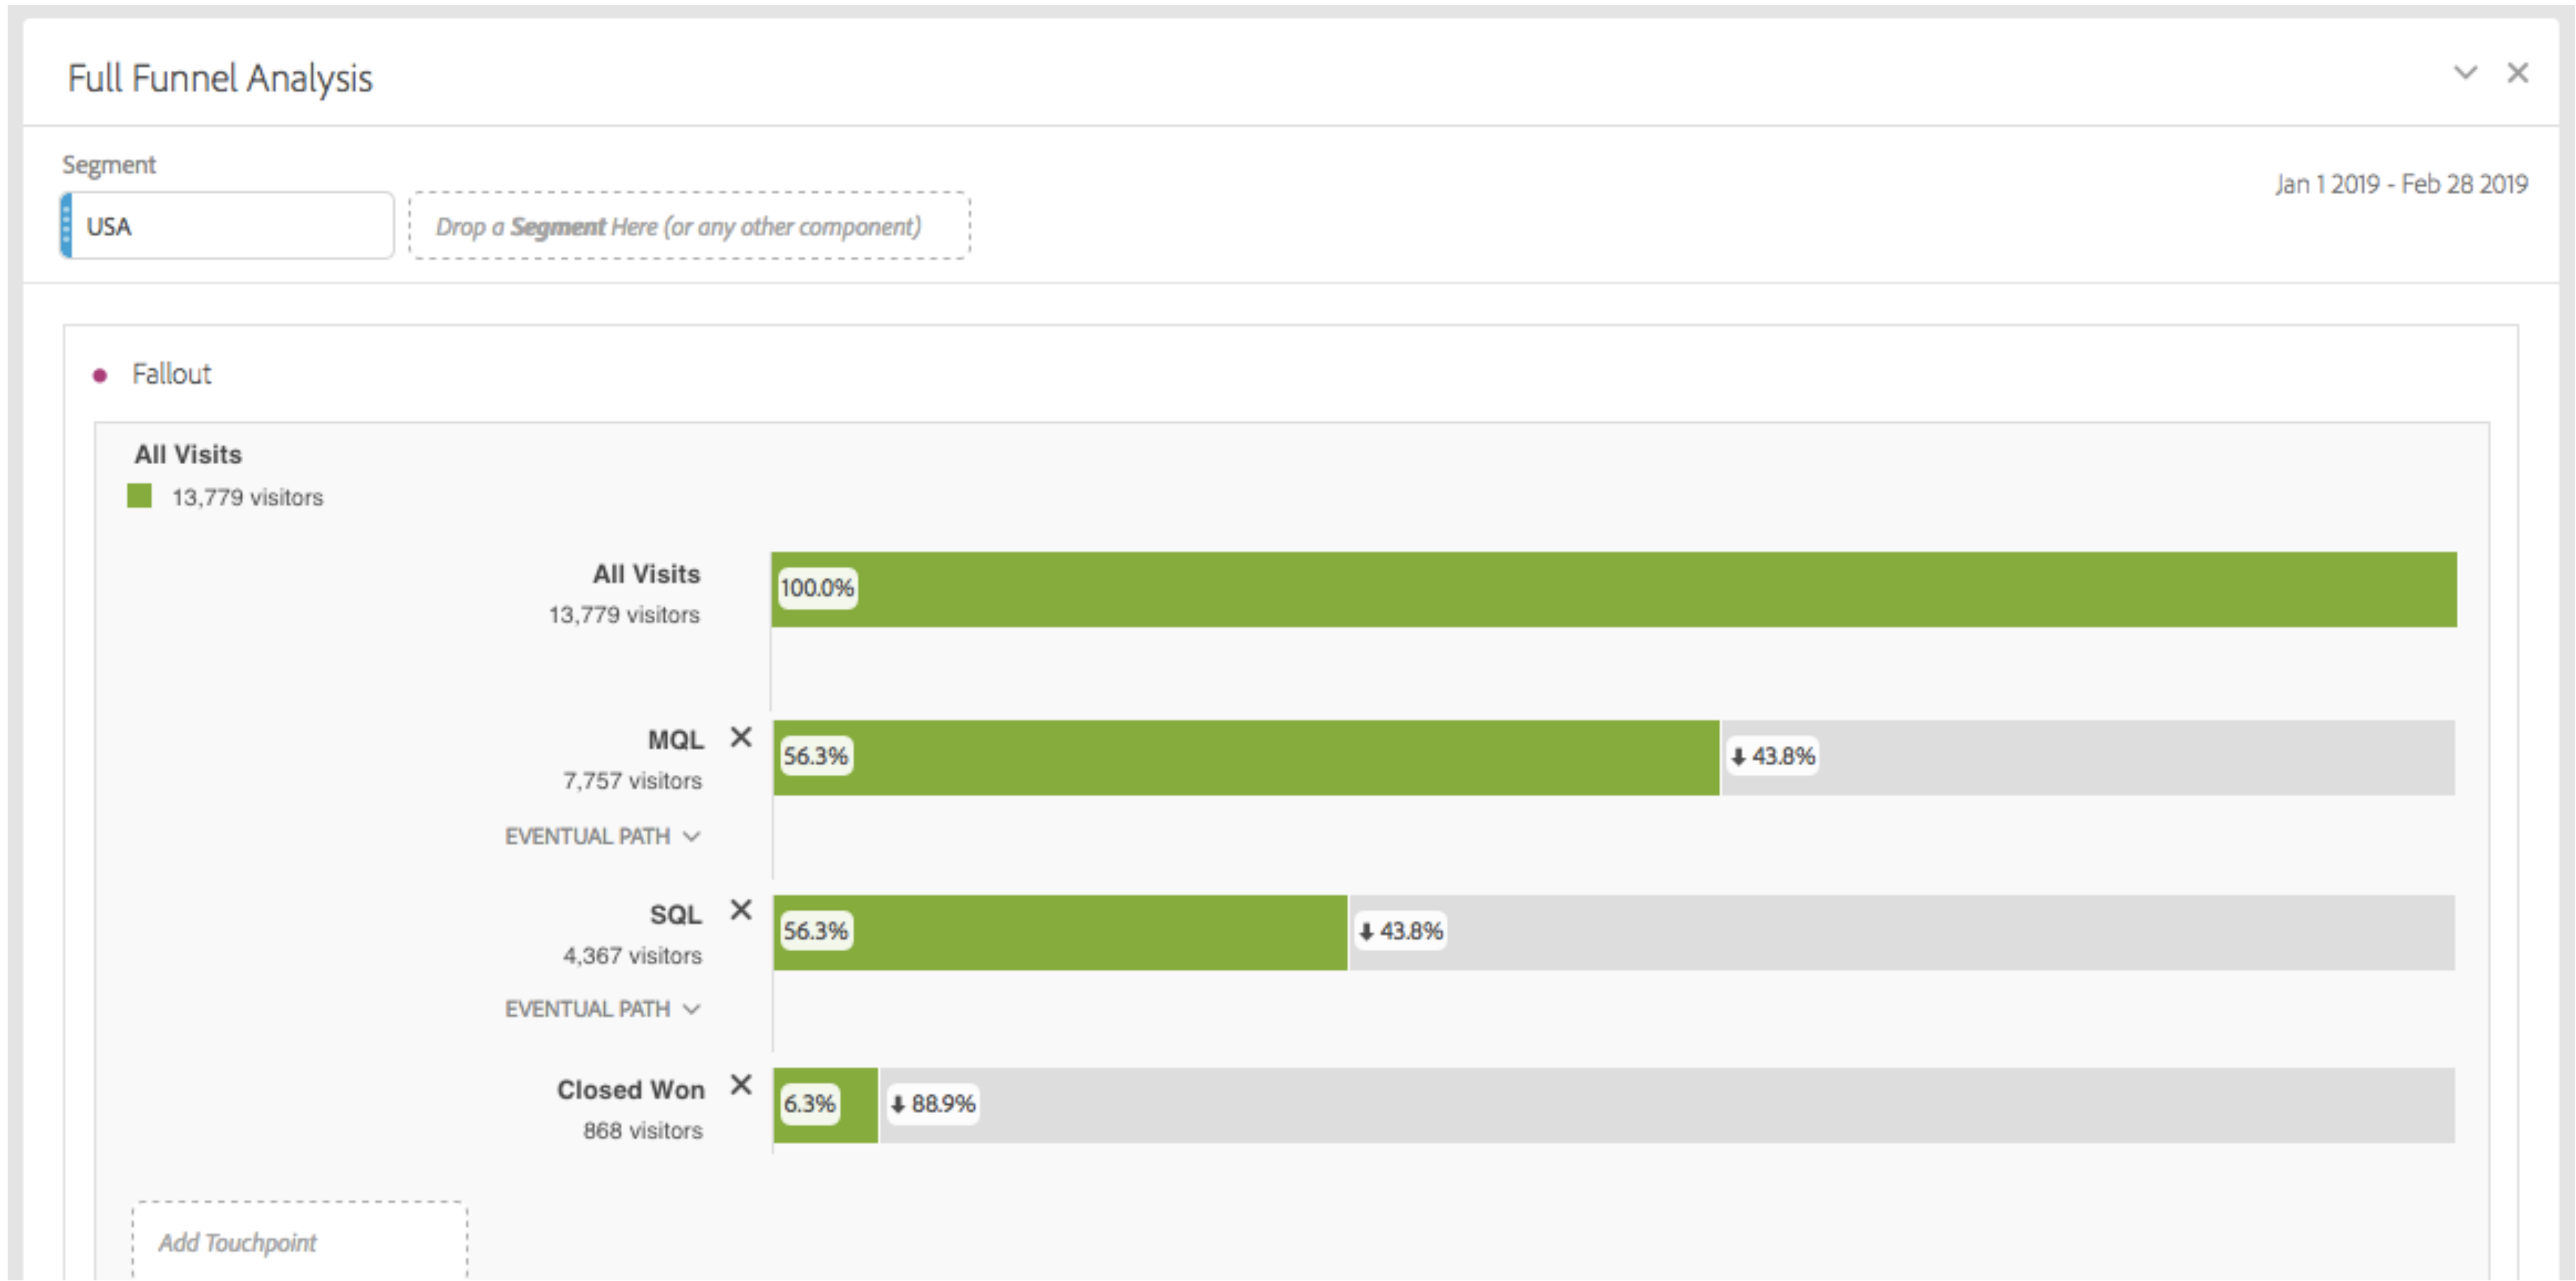 Full Funnel Analysis
Segment
Jan 1 2019 - Feb 28 2019
USA
Drop a Segment Here (or any other component)
Fallout
All Visits
13,779 visitors
All Visits
100.0%
13,779 visitors
MQL
56.3%
43.8%
7,757 visitors
EVENTUAL PATH
SQL
56.3%
43.8%
4,367 visitors
EVENTUAL PATH
Closed Won
6.3%
88.9%
868 visitors
Add Touchpoint